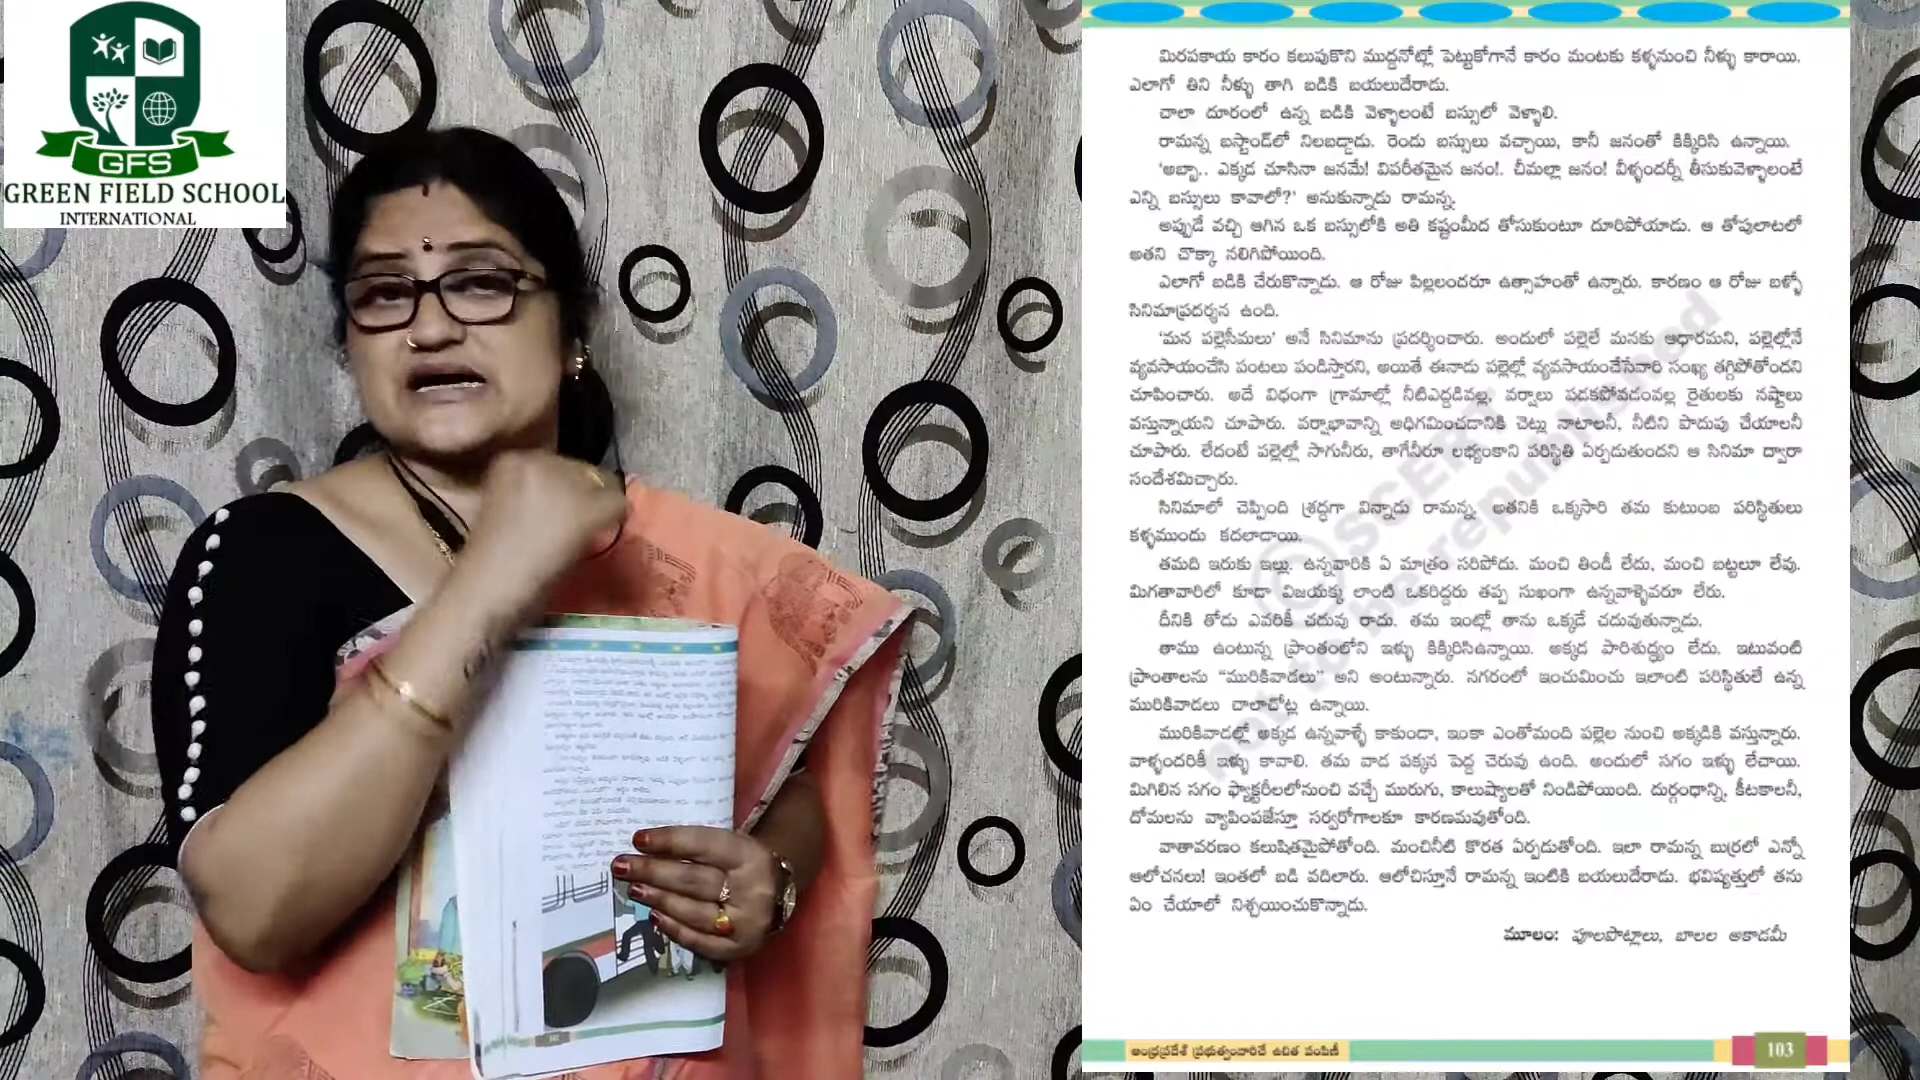 GFS
GREEN FIELD SCHOOL
INTERNATIONAL
మిరపకాయ కారం కలుపుకొని ముద్దనోట్లో పెట్టుకోగానే కారం మంటకు కళ్ళనుంచి నీళ్ళు కారాయి.
ఎలాగో తిని నీళ్ళు తాగి బడికి బయలుదేరాడు.
చాలా దూరంలో ఉన్న బడికి వెళ్ళాలంటే బస్సులో వెళ్ళాలి.
రామన్న బస్టాండ్‌లో నిలబడ్డాడు. రెండు బస్సులు వచ్చాయి, కానీ జనంతో కిక్కిరిసి ఉన్నాయి.
‘అబ్బా.. ఎక్కడ చూసినా జనమే! విపరీతమైన జనం!. చీమల్లా జనం! వీళ్ళందర్నీ తీసుకువెళ్ళాలంటే
ఎన్ని బస్సులు కావాలో?’ అనుకున్నాడు రామన్న.
అప్పుడే వచ్చి ఆగిన ఒక బస్సులోకి అతి కష్టంమీద తోసుకుంటూ దూరిపోయాడు. ఆ తోపులాటలో
అతని చొక్కా నలిగిపోయింది.
ఎలాగో బడికి చేరుకొన్నాడు. ఆ రోజు పిల్లలందరూ ఉత్సాహంతో ఉన్నారు. కారణం ఆ రోజు బళ్ళో
సినిమాప్రదర్శన ఉంది.
‘మన పల్లెసీమలు’ అనే సినిమాను ప్రదర్శించారు. అందులో పల్లెలే మనకు ఆధారమని, పల్లెల్లోనే
వ్యవసాయంచేసి పంటలు పండిస్తారని, అయితే ఈనాడు పల్లెల్లో వ్యవసాయంచేసేవారి సంఖ్య తగ్గిపోతోందని
చూపించారు. అదే విధంగా గ్రామాల్లో నీటిఎద్దడివల్ల, వర్షాలు పడకపోవడంవల్ల రైతులకు నష్టాలు
వస్తున్నాయని చూపారు. వర్షాభావాన్ని అధిగమించడానికి చెట్లు నాటాలనీ, నీటిని పొదుపు చేయాలనీ
చూపారు. లేదంటే పల్లెల్లో సాగునీరు, తాగేనీరూ లభ్యంకాని పరిస్థితి ఏర్పడుతుందని ఆ సినిమా ద్వారా
సందేశమిచ్చారు.
సినిమాలో చెప్పింది శ్రద్ధగా విన్నాడు రామన్న. అతనికి ఒక్కసారి తమ కుటుంబ పరిస్థితులు
కళ్ళముందు కదలాడాయి.
తమది ఇరుకు ఇల్లు. ఉన్నవారికి ఏ మాత్రం సరిపోదు. మంచి తిండీ లేదు, మంచి బట్టలూ లేవు.
మిగతావారిలో కూడా విజయక్క లాంటి ఒకరిద్దరు తప్ప సుఖంగా ఉన్నవాళ్ళెవరూ లేరు.
దీనికి తోడు ఎవరికీ చదువు రాదు. తమ ఇంట్లో తాను ఒక్కడే చదువుతున్నాడు.
తాము ఉంటున్న ప్రాంతంలోని ఇళ్ళు కిక్కిరిసిఉన్నాయి. అక్కడ పారిశుద్ధ్యం లేదు. ఇటువంటి
ప్రాంతాలను “మురికివాడలు” అని అంటున్నారు. నగరంలో ఇంచుమించు ఇలాంటి పరిస్థితులే ఉన్న
మురికివాడలు చాలాచోట్ల ఉన్నాయి.
మురికివాడల్లో అక్కడ ఉన్నవాళ్ళే కాకుండా, ఇంకా ఎంతోమంది పల్లెల నుంచి అక్కడికి వస్తున్నారు.
వాళ్ళందరికీ ఇళ్ళు కావాలి. తమ వాడ పక్కన పెద్ద చెరువు ఉంది. అందులో సగం ఇళ్ళు లేచాయి.
మిగిలిన సగం ఫ్యాక్టరీలలోనుంచి వచ్చే మురుగు, కాలుష్యాలతో నిండిపోయింది. దుర్గంధాన్ని, కీటకాలనీ,
దోమలను వ్యాపింపజేస్తూ సర్వరోగాలకూ కారణమవుతోంది.
వాతావరణం కలుషితమైపోతోంది. మంచినీటి కొరత ఏర్పడుతోంది. ఇలా రామన్న బుర్రలో ఎన్నో
ఆలోచనలు! ఇంతలో బడి వదిలారు. ఆలోచిస్తూనే రామన్న ఇంటికి బయలుదేరాడు. భవిష్యత్తులో తను
ఏం చేయాలో నిశ్చయించుకొన్నాడు.
మూలం: పూలపొట్లాలు, బాలల అకాడమీ
©SCERT
not to be republished
ఆంధ్రప్రదేశ్ ప్రభుత్వంవారిచే ఉచిత పంపిణీ
103